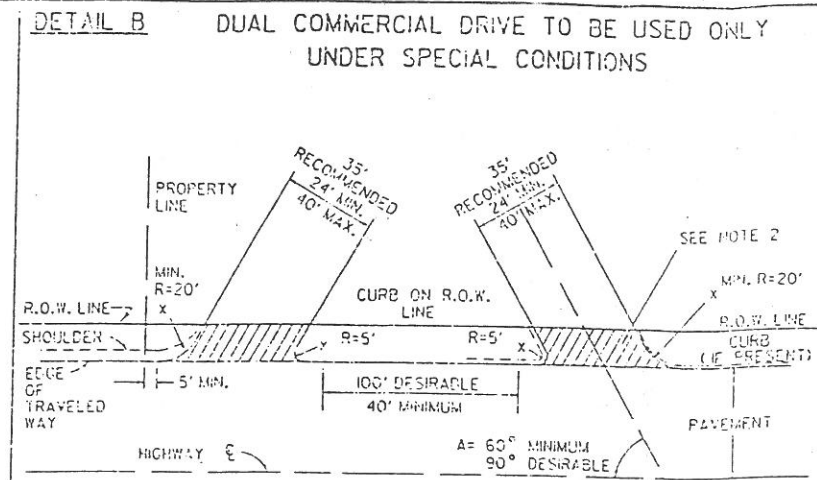 DETAIL B
DUAL COMMERCIAL DRIVE TO BE USED ONLY
UNDER SPECIAL CONDITIONS
35'
RECOMMENDED
24' MIN.
40' MAX.
35'
RECOMMENDED
24' MIN.
40' MAX.
PROPERTY
LINE
SEE NOTE 2
MIN.
R=20'
X
CURB ON R.O.W.
LINE
X MIN. R=20'
R.O.W. LINE
R.O.W. LINE
SHOULDER
X R=5'
R=5' X
CURB
(IF PRESENT)
EDGE
OF
TRAVELED
WAY
5' MIN.
100' DESIRABLE
40' MINIMUM
PAVEMENT
HIGHWAY ℄
A= 60° MINIMUM
90° DESIRABLE